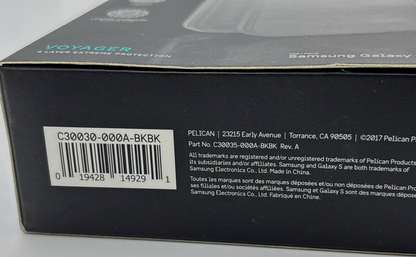 VOYAGER
4 LAYER EXTREME PROTECTION
Samsung Galaxy
C30030-000A-BKBK
0 19428 14929 1
PELICAN | 23215 Early Avenue | Torrance, CA 90505 | ©2017 Pelican P
Part No. C30035-000A-BKBK Rev. A
All trademarks are registered and/or unregistered trademarks of Pelican Products
its subsidiaries and/or affiliates. Samsung and Galaxy S are both trademarks of
Samsung Electronics Co., Ltd. Made in China.
Toutes les marques sont des marques déposées et/ou non déposées de Pelican Pro
ses filiales et/ou sociétés affiliées. Samsung et Galaxy S sont des marques dépos
Samsung Electronics Co., Ltd. Fabriqué en Chine.